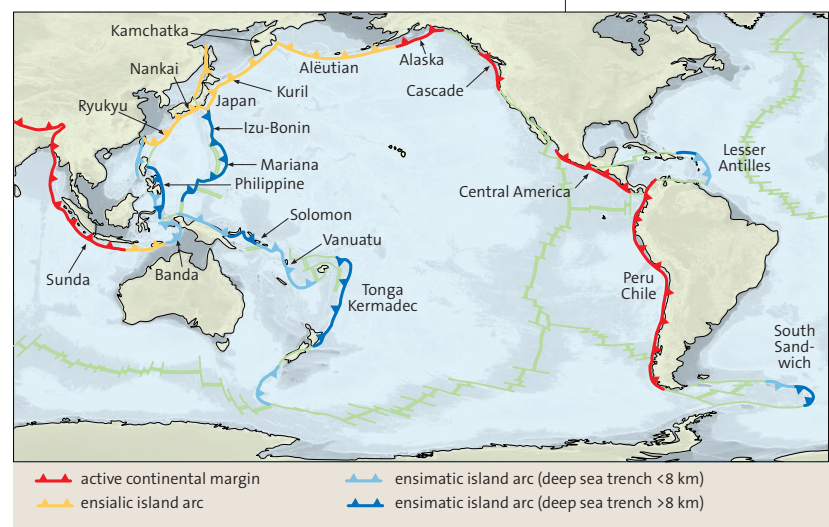 Kamchatka
Nankai
Ryukyu
Japan
Kuril
Alëutian
Alaska
Cascade
Izu-Bonin
Mariana
Philippine
Solomon
Vanuatu
Central America
Lesser
Antilles
Sunda
Banda
Tonga
Kermadec
Peru
Chile
South
Sand-
wich
active continental margin
ensialic island arc
ensimatic island arc (deep sea trench <8 km)
ensimatic island arc (deep sea trench >8 km)